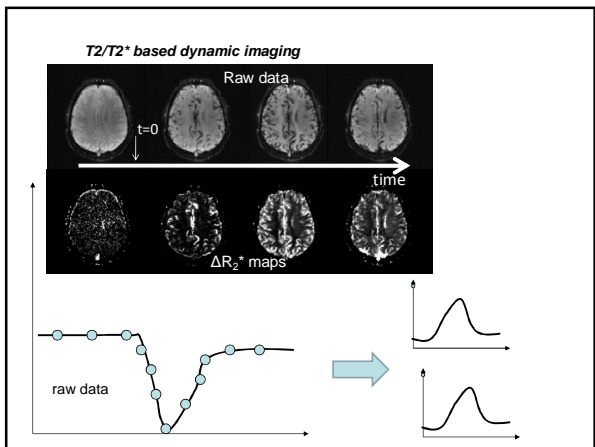 T2/T2* based dynamic imaging
Raw data
t=0
time
ΔR₂* maps
raw data